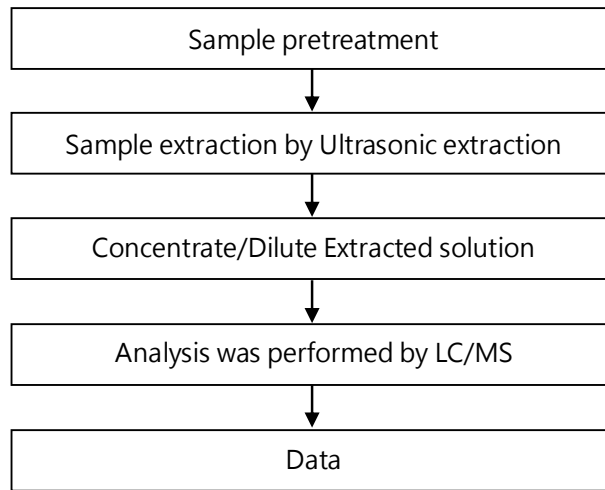 Sample pretreatment
Sample extraction by Ultrasonic extraction
Concentrate/Dilute Extracted solution
Analysis was performed by LC/MS
Data